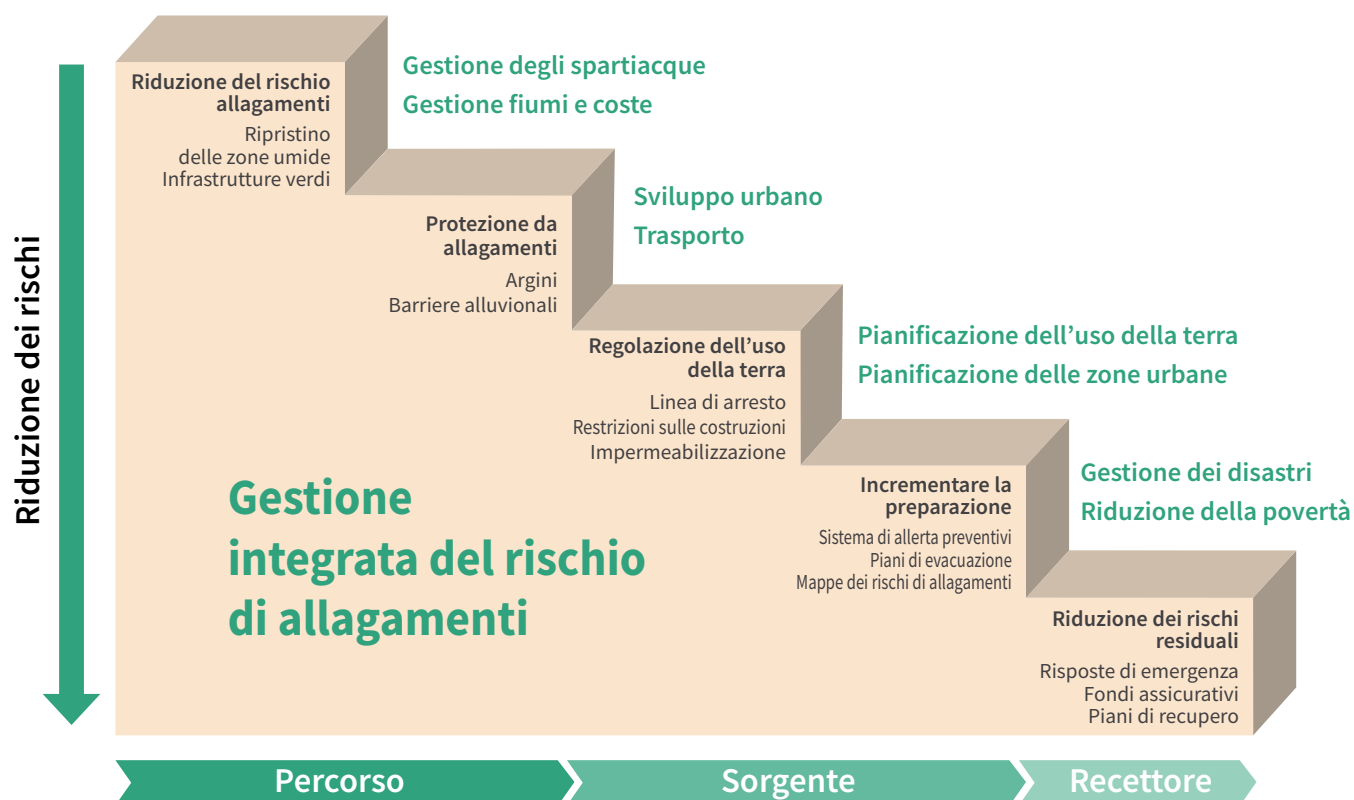 Riduzione dei rischi
Riduzione del rischio
allagamenti
Ripristino
delle zone umide
Infrastrutture verdi
Gestione degli spartiacque
Gestione fiumi e coste
Protezione da
allagamenti
Argini
Barriere alluvionali
Sviluppo urbano
Trasporto
Regolazione dell’uso
della terra
Linea di arresto
Restrizioni sulle costruzioni
Impermeabilizzazione
Pianificazione dell’uso della terra
Pianificazione delle zone urbane
Incrementare la
preparazione
Sistema di allerta preventivi
Piani di evacuazione
Mappe dei rischi di allagamenti
Gestione dei disastri
Riduzione della povertà
Riduzione dei rischi
residuali
Risposte di emergenza
Fondi assicurativi
Piani di recupero
Gestione
integrata del rischio
di allagamenti
Percorso
Sorgente
Recettore